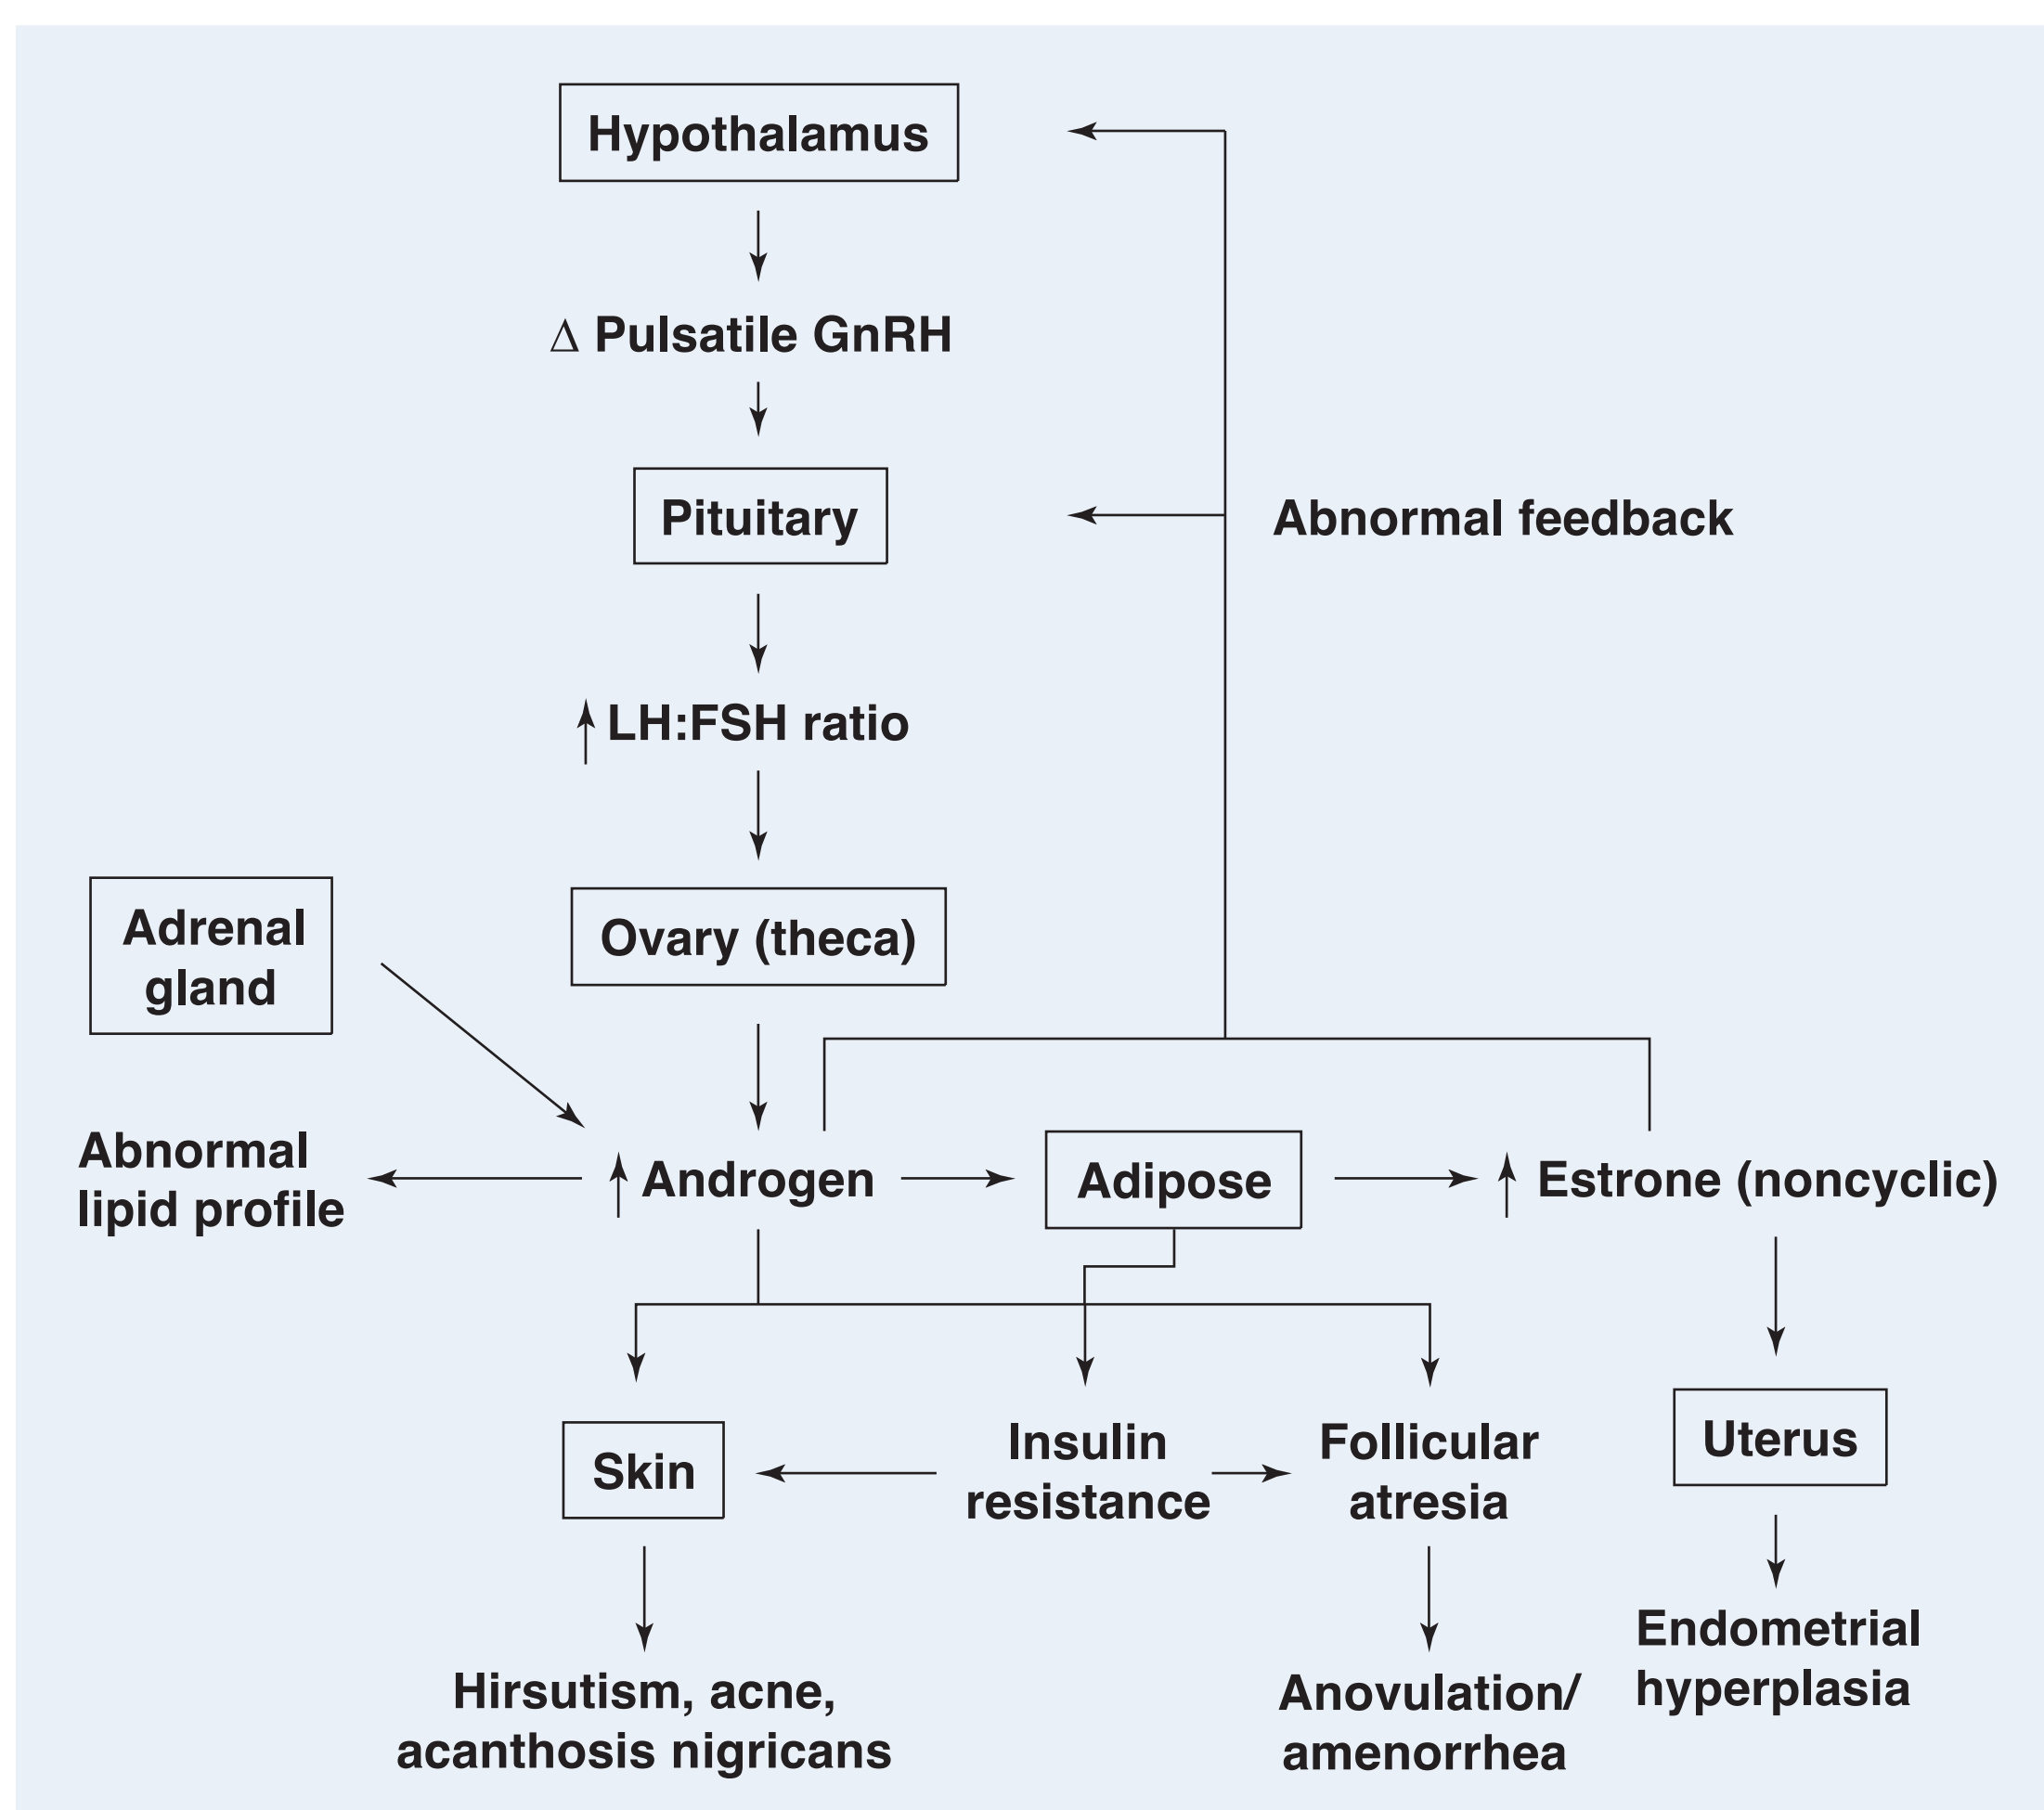 Hypothalamus
Δ Pulsatile GnRH
Pituitary
Abnormal feedback
↑ LH:FSH ratio
Adrenal
gland
Ovary (theca)
Abnormal
lipid profile
↑ Androgen
Adipose
↑ Estrone (noncyclic)
Skin
Insulin
resistance
Follicular
atresia
Uterus
Hirsutism, acne,
acanthosis nigricans
Anovulation/
amenorrhea
Endometrial
hyperplasia